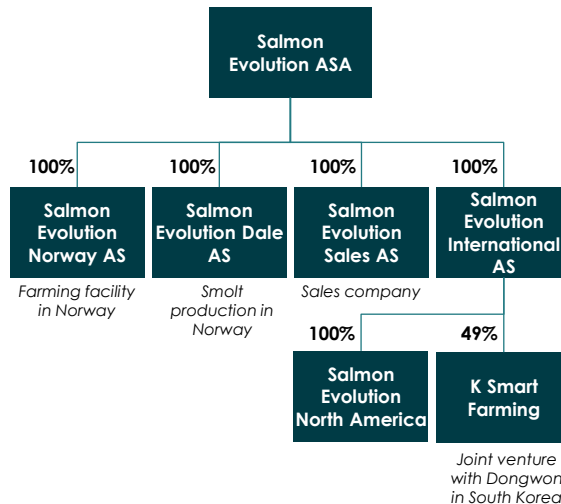 Salmon
Evolution ASA
100%
100%
100%
100%
Salmon
Evolution
Norway AS
Salmon
Evolution Dale
AS
Salmon
Evolution
Sales AS
Salmon
Evolution
International
AS
Farming facility
in Norway
Smolt
production in
Norway
Sales company
100%
49%
Salmon
Evolution
North America
K Smart
Farming
Joint venture
with Dongwon
in South Korea